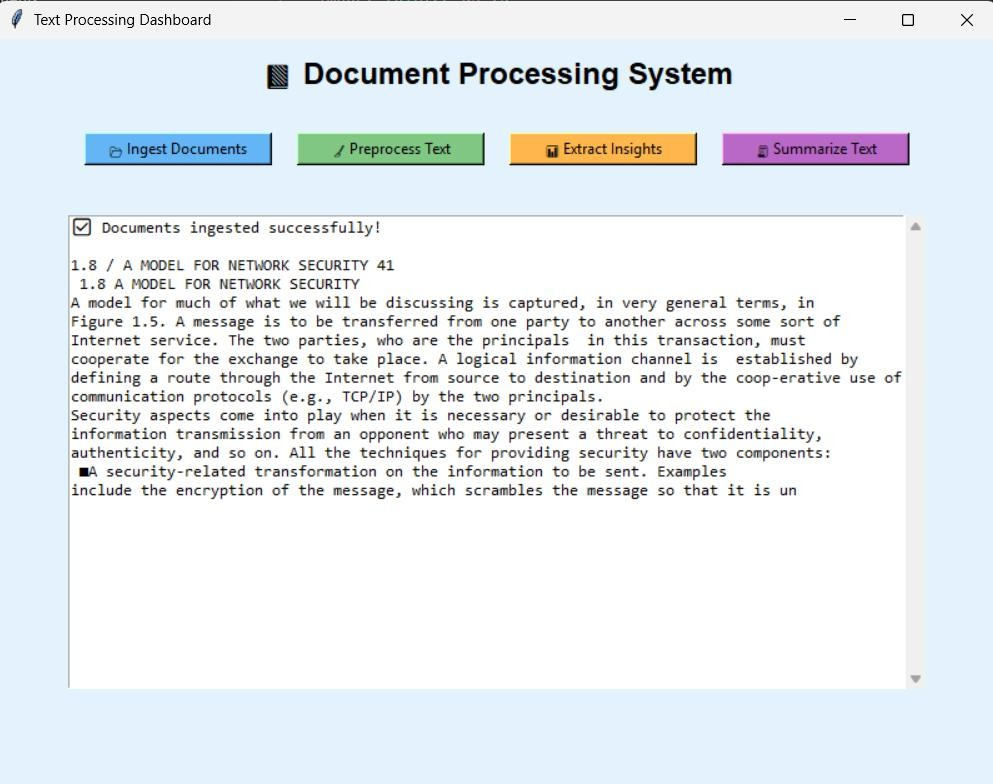 Text Processing Dashboard
Document Processing System
Ingest Documents
Preprocess Text
Extract Insights
Summarize Text
Documents ingested successfully!
1.8 / A MODEL FOR NETWORK SECURITY 41
1.8 A MODEL FOR NETWORK SECURITY
A model for much of what we will be discussing is captured, in very general terms, in
Figure 1.5. A message is to be transferred from one party to another across some sort of
Internet service. The two parties, who are the principals  in this transaction, must
cooperate for the exchange to take place. A logical information channel is  established by
defining a route through the Internet from source to destination and by the coop-erative use of
communication protocols (e.g., TCP/IP) by the two principals.
Security aspects come into play when it is necessary or desirable to protect the
information transmission from an opponent who may present a threat to confidentiality,
authenticity, and so on. All the techniques for providing security have two components:
■A security-related transformation on the information to be sent. Examples
include the encryption of the message, which scrambles the message so that it is un